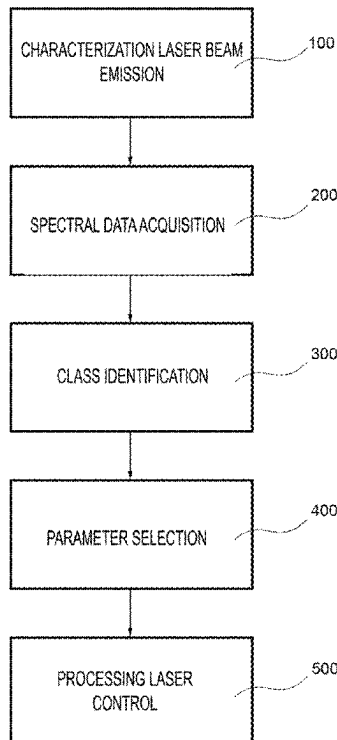 CHARACTERIZATION LASER BEAM
EMISSION
100
SPECTRAL DATA ACQUISITION
200
CLASS IDENTIFICATION
300
PARAMETER SELECTION
400
PROCESSING LASER
CONTROL
500